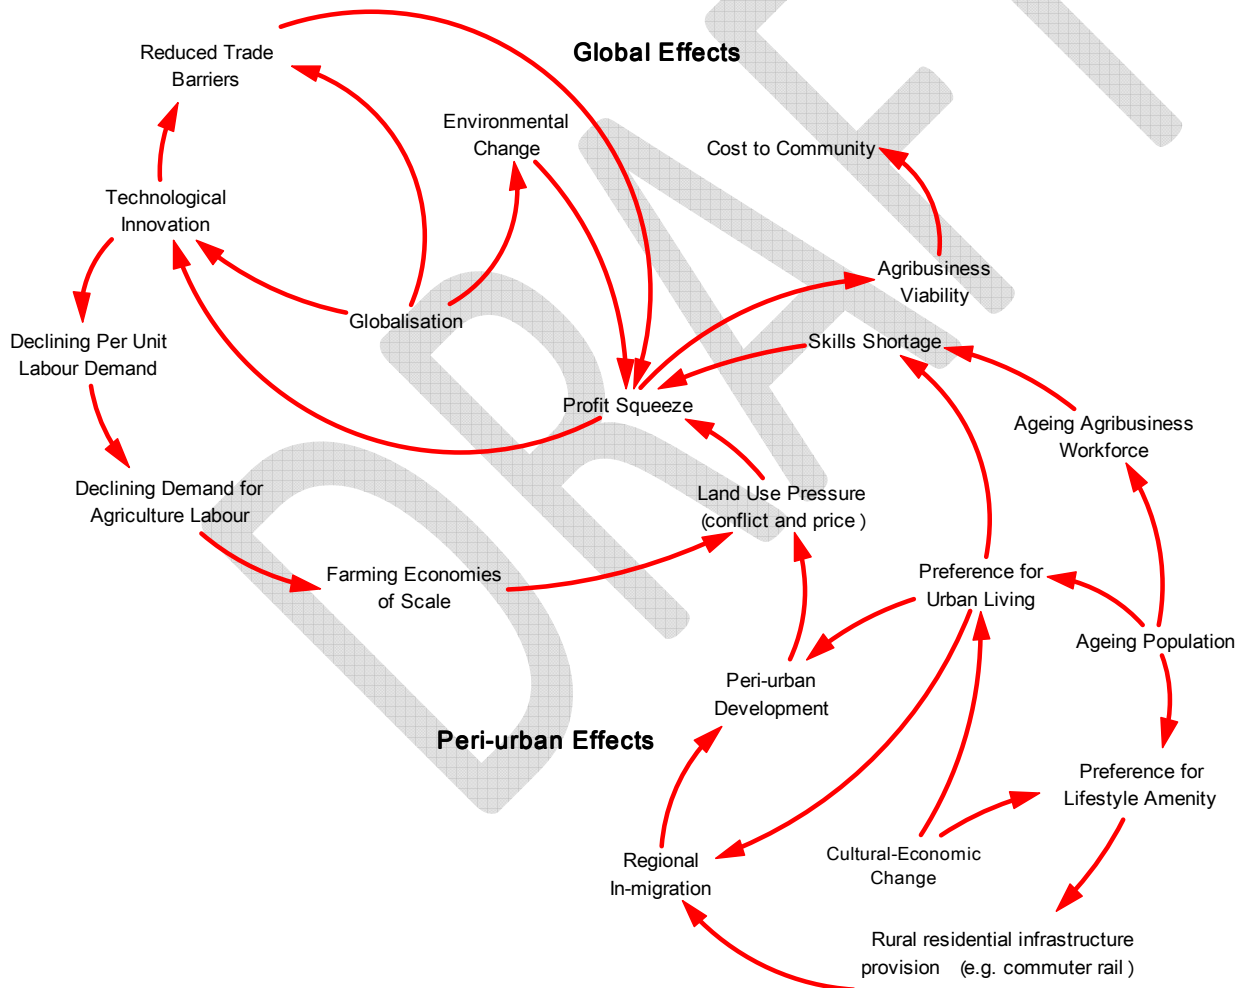 Global Effects
Reduced Trade
Barriers
Environmental
Change
Cost to Community
Technological
Innovation
Agribusiness
Viability
Globalisation
Declining Per Unit
Labour Demand
Skills Shortage
Profit Squeeze
Ageing Agribusiness
Workforce
Declining Demand for
Agriculture Labour
Land Use Pressure
(conflict and price )
Farming Economies
of Scale
Preference for
Urban Living
Ageing Population
Peri-urban
Development
Peri-urban Effects
Preference for
Lifestyle Amenity
Regional
In-migration
Cultural-Economic
Change
Rural residential infrastructure
provision (e.g. commuter rail )
DRAFT